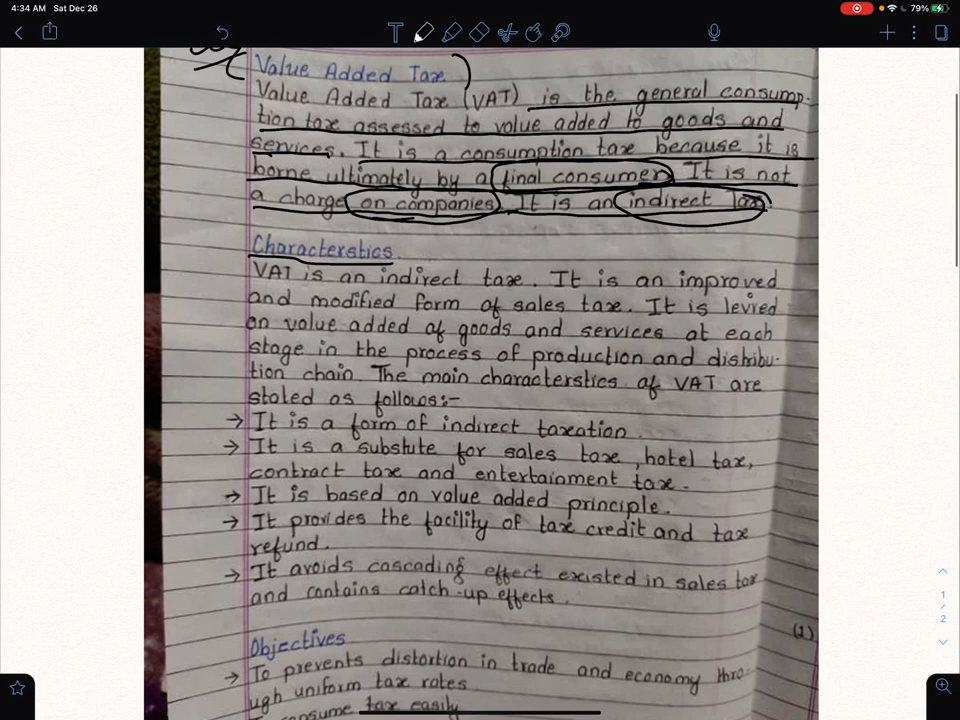 4:34 AM Sat Dec 26
79%
Value Added Tax
Value Added Tax (VAT) is the general consump-
tion tax assessed to value added to goods and
services. It is a consumption tax because it is
borne ultimately by a final consumer. It is not
a charge on companies. It is an indirect Tax.
Characterstics
VAT is an indirect tax. It is an improved
and modified form of sales tax. It is levied
on value added of goods and services at each
stage in the process of production and distribu-
tion chain. The main characterstics of VAT are
stated as follows:-
→ It is a form of indirect taxation.
→ It is a substute for sales tax, hotel tax,
contract tax and entertainment tax.
→ It is based on value added principle.
→ It provides the facility of tax credit and tax
refund.
→ It avoids cascading effect existed in sales tax
and contains catch-up effects.
(1)
Objectives
→ To prevents distortion in trade and economy thro-
ugh uniform tax rates
consume tax easily
1
/
2